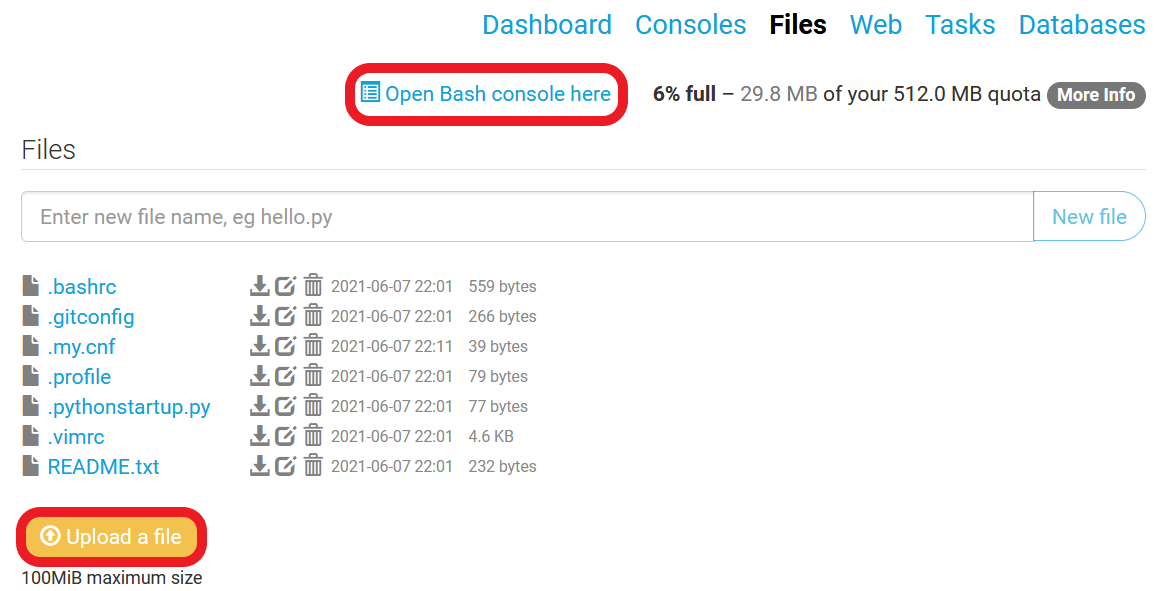 Dashboard Consoles Files Web Tasks Databases
Open Bash console here 6% full – 29.8 MB of your 512.0 MB quota More Info
Files
Enter new file name, eg hello.py New file
.bashrc 2021-06-07 22:01 559 bytes
.gitconfig 2021-06-07 22:01 266 bytes
.my.cnf 2021-06-07 22:11 39 bytes
.profile 2021-06-07 22:01 79 bytes
.pythonstartup.py 2021-06-07 22:01 77 bytes
.vimrc 2021-06-07 22:01 4.6 KB
README.txt 2021-06-07 22:01 232 bytes
Upload a file
100MiB maximum size